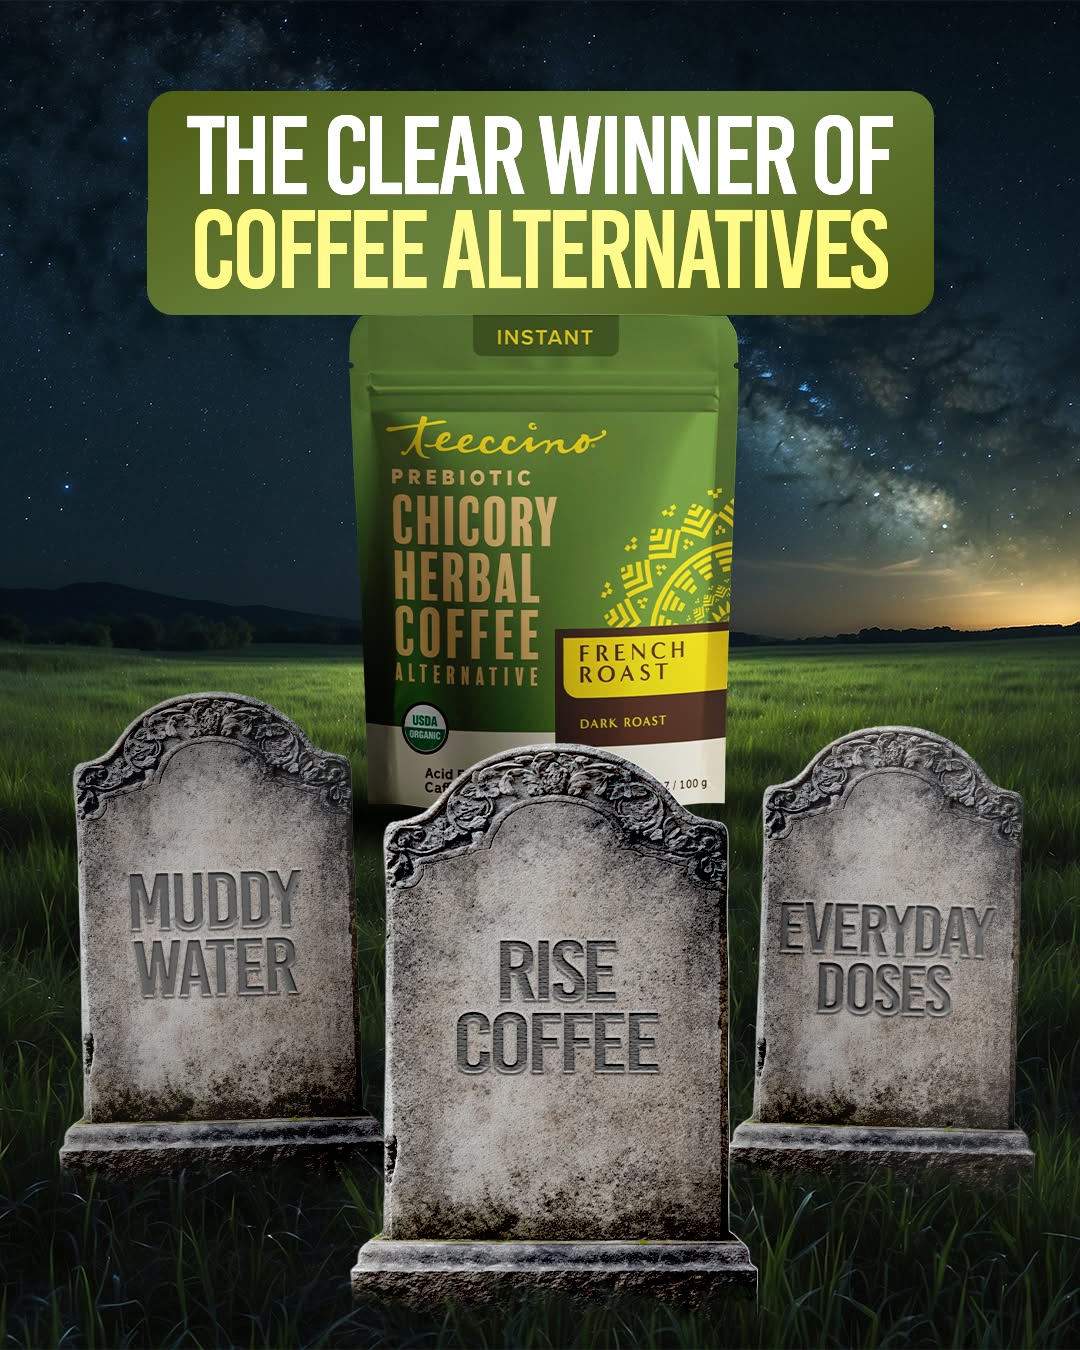 THE CLEAR WINNER OF
COFFEE ALTERNATIVES
INSTANT
teeccino
PREBIOTIC
CHICORY
HERBAL
COFFEE
ALTERNATIVE
FRENCH
ROAST
DARK ROAST
USDA
ORGANIC
Acid
/ 100 g
MUDDY
WATER
RISE
COFFEE
EVERYDAY
DOSES